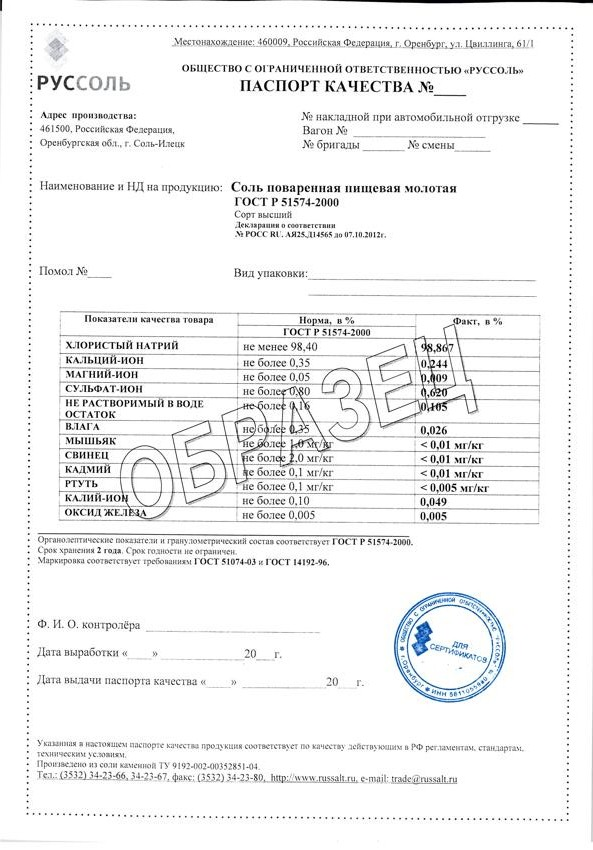 Местонахождение: 460009, Российская Федерация, г. Оренбург, ул. Цвиллинга, 61/1
РУССОЛЬ
ОБЩЕСТВО С ОГРАНИЧЕННОЙ ОТВЕТСТВЕННОСТЬЮ «РУССОЛЬ»
ПАСПОРТ КАЧЕСТВА №____
Адрес производства:
461500, Российская Федерация,
Оренбургская обл., г. Соль-Илецк
№ накладной при автомобильной отгрузке ______
Вагон № ______________________
№ бригады _______ № смены______
Наименование и НД на продукцию: Соль поваренная пищевая молотая
ГОСТ Р 51574-2000
Сорт высший
Декларация о соответствии
№ РОСС RU. АЯ25.Д14565 до 07.10.2012г.
Помол №____ Вид упаковки:______________________
Показатели качества товара Норма, в % Факт, в %
ГОСТ Р 51574-2000
ХЛОРИСТЫЙ НАТРИЙ не менее 98,40 98,867
КАЛЬЦИЙ-ИОН не более 0,35 0,244
МАГНИЙ-ИОН не более 0,05 0,009
СУЛЬФАТ-ИОН не более 0,80 0,620
НЕ РАСТВОРИМЫЙ В ВОДЕ ОСТАТОК не более 0,16 0,105
ВЛАГА не более 0,35 0,026
МЫШЬЯК не более 1,0 мг/кг < 0,01 мг/кг
СВИНЕЦ не более 2,0 мг/кг < 0,01 мг/кг
КАДМИЙ не более 0,1 мг/кг < 0,01 мг/кг
РТУТЬ не более 0,1 мг/кг < 0,005 мг/кг
КАЛИЙ-ИОН не более 0,10 0,049
ОКСИД ЖЕЛЕЗА не более 0,005 0,005
ОБРАЗЕЦ
Органолептические показатели и гранулометрический состав соответствует ГОСТ Р 51574-2000.
Срок хранения 2 года. Срок годности не ограничен.
Маркировка соответствует требованиям ГОСТ 51074-03 и ГОСТ 14192-96.
Ф. И. О. контролёра ______________________
Дата выработки «____» ______________20___г.
Дата выдачи паспорта качества «____» ______________20___г.
ОБЩЕСТВО С ОГРАНИЧЕННОЙ ОТВЕТСТВЕННОСТЬЮ
г. Оренбург * ИНН
ДЛЯ
СЕРТИФИКАТОВ
Указанная в настоящем паспорте качества продукция соответствует по качеству действующим в РФ регламентам, стандартам,
техническим условиям.
Произведено из соли каменной ТУ 9192-002-00352851-04.
Тел.: (3532) 34-23-66, 34-23-67, факс: (3532) 34-23-80, http://www.russalt.ru, e-mail: trade@russalt.ru